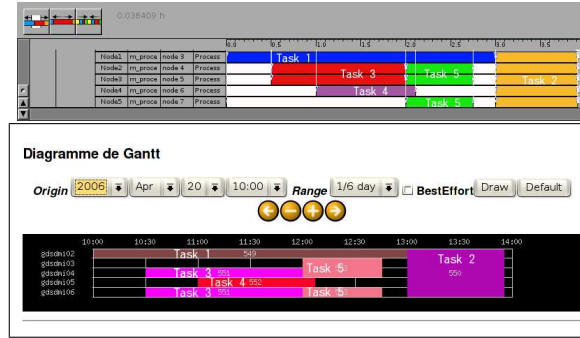 0.036409 h
0.0 0.5 1.0 1.5 2.0 2.5 3.0 3.5
Node1 m_proce node 3 Process Task 1
Node2 m_proce node 4 Process Task 3 Task 5 Task 2
Node3 m_proce node 5 Process
Node4 m_proce node 6 Process Task 4
Node5 m_proce node 7 Process Task 5
Diagramme de Gantt
Origin 2006 Apr 20 10:00 Range 1/6 day BestEffort Draw Default
10:00 10:30 11:00 11:30 12:00 12:30 13:00 13:30 14:00
gdsdmi02 Task 1 549 Task 2
gdsdmi03 Task 5
gdsdmi04 Task 3 551 550
gdsdmi05 Task 4 552
gdsdmi06 Task 3 551 Task 5